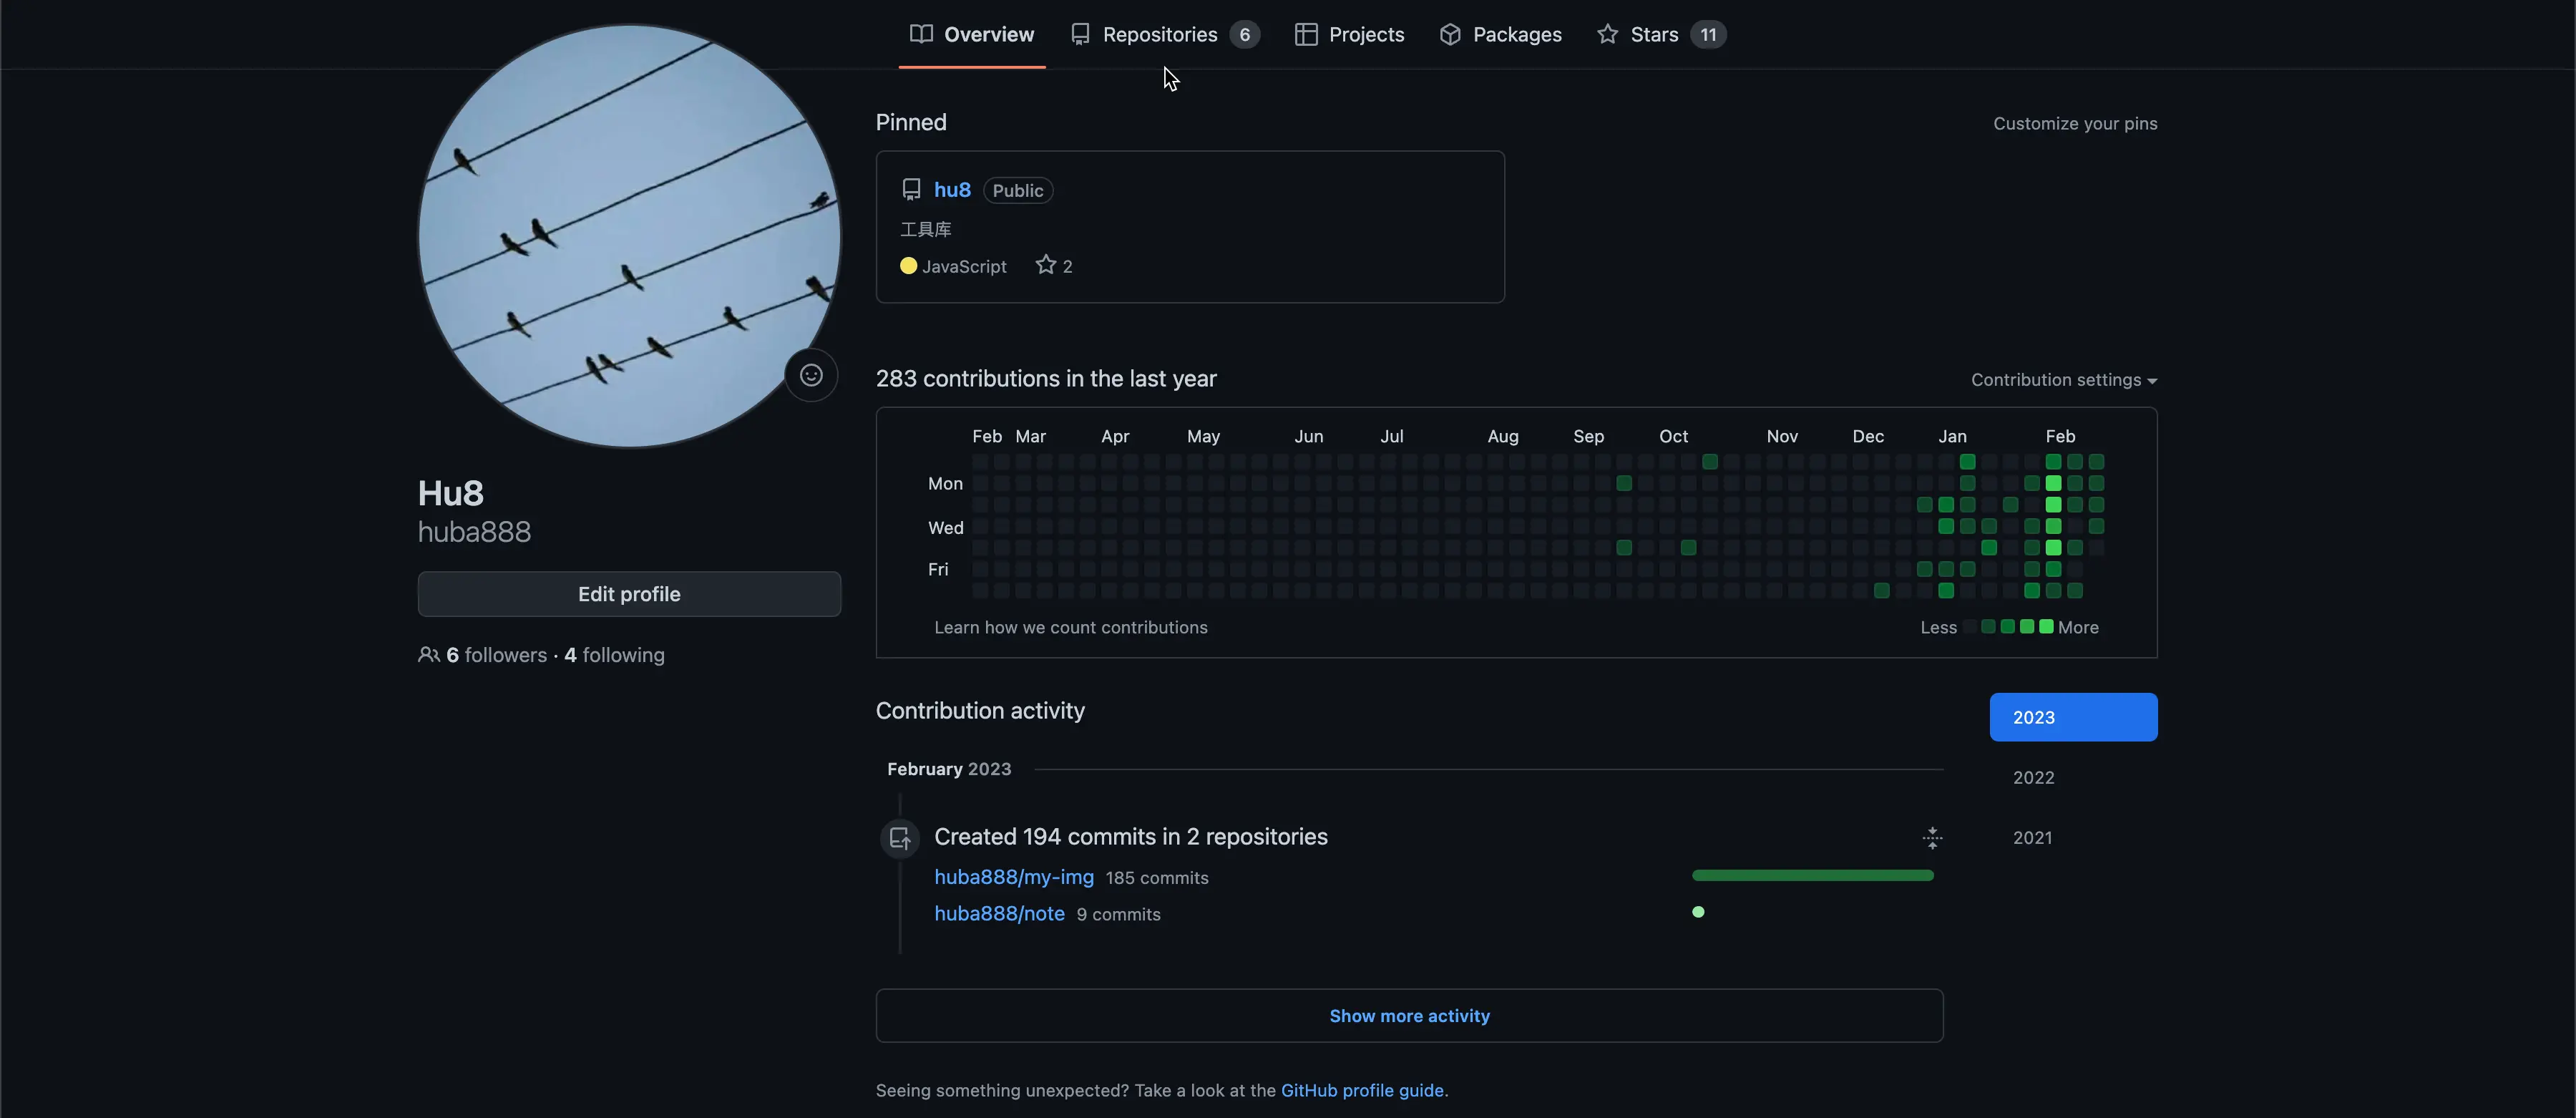 Overview Repositories 6 Projects Packages Stars 11
Pinned Customize your pins
hu8 Public
工具库
JavaScript 2
283 contributions in the last year Contribution settings
Feb Mar Apr May Jun Jul Aug Sep Oct Nov Dec Jan Feb
Mon
Wed
Fri
Learn how we count contributions Less More
Hu8
huba888
Edit profile
6 followers · 4 following
Contribution activity
2023
2022
2021
February 2023
Created 194 commits in 2 repositories
huba888/my-img 185 commits
huba888/note 9 commits
Show more activity
Seeing something unexpected? Take a look at the GitHub profile guide.